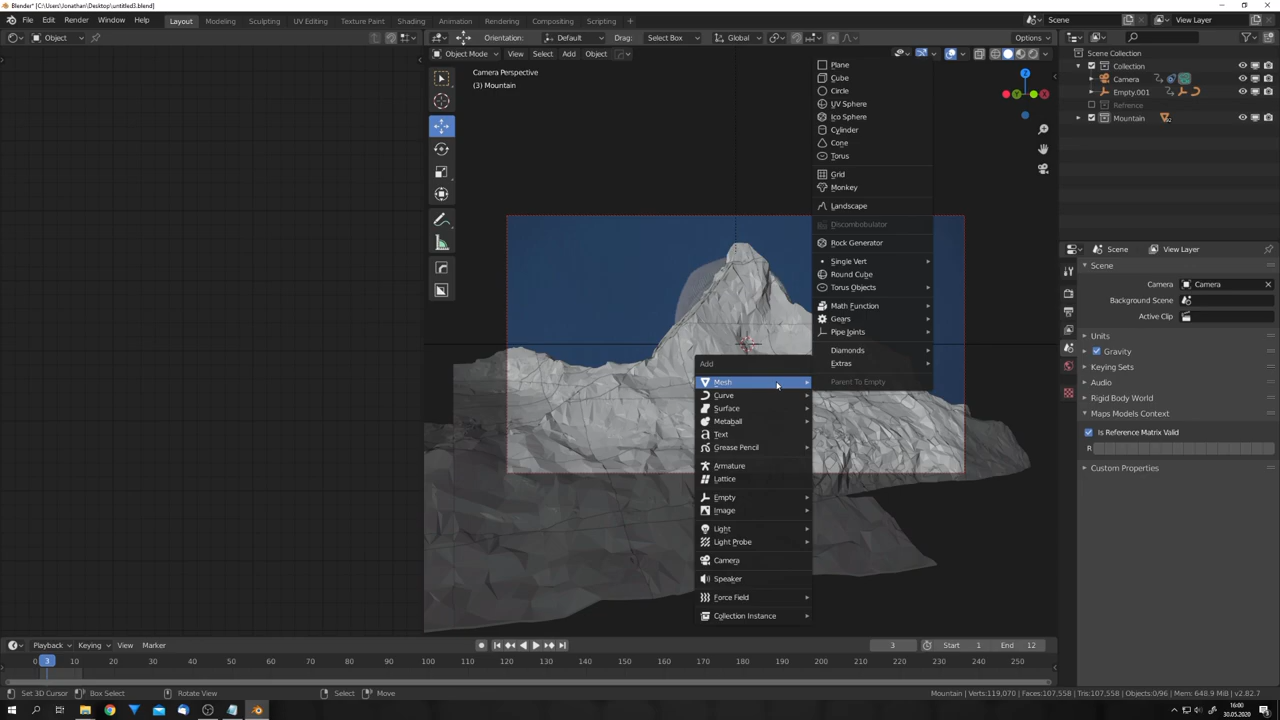 Blender* [C:\Users\Jonathan\Desktop\untitled3.blend]
File Edit Render Window Help
Layout Modeling Sculpting UV Editing Texture Paint Shading Animation Rendering Compositing Scripting +
Scene
View Layer
Object
Orientation: Default Drag: Select Box Global
Options
Object Mode View Select Add Object
Camera Perspective
(3) Mountain
Plane
Cube
Circle
UV Sphere
Ico Sphere
Cylinder
Cone
Torus
Grid
Monkey
Landscape
Discombobulator
Rock Generator
Single Vert
Round Cube
Torus Objects
Math Function
Gears
Pipe Joints
Diamonds
Extras
Parent To Empty
Add
Mesh
Curve
Surface
Metaball
Text
Grease Pencil
Armature
Lattice
Empty
Image
Light
Light Probe
Camera
Speaker
Force Field
Collection Instance
Z
Y
X
Scene Collection
Collection
Camera
Empty.001
Refrence
Mountain
Scene View Layer
Scene
Camera Camera
Background Scene
Active Clip
Units
Gravity
Keying Sets
Audio
Rigid Body World
Maps Models Context
Is Reference Matrix Valid
R
Custom Properties
Playback Keying View Marker
3 Start 1 End 12
0 3 10 20 30 40 50 60 70 80 90 100 110 120 130 140 150 160 170 180 190 200 210 220 230 240 250
Set 3D Cursor Box Select Rotate View Select Move
Mountain | Verts:119,070 | Faces:107,558 | Tris:107,558 | Objects:0/96 | Mem: 648.9 MiB | v2.82.7
16:00
30.05.2020